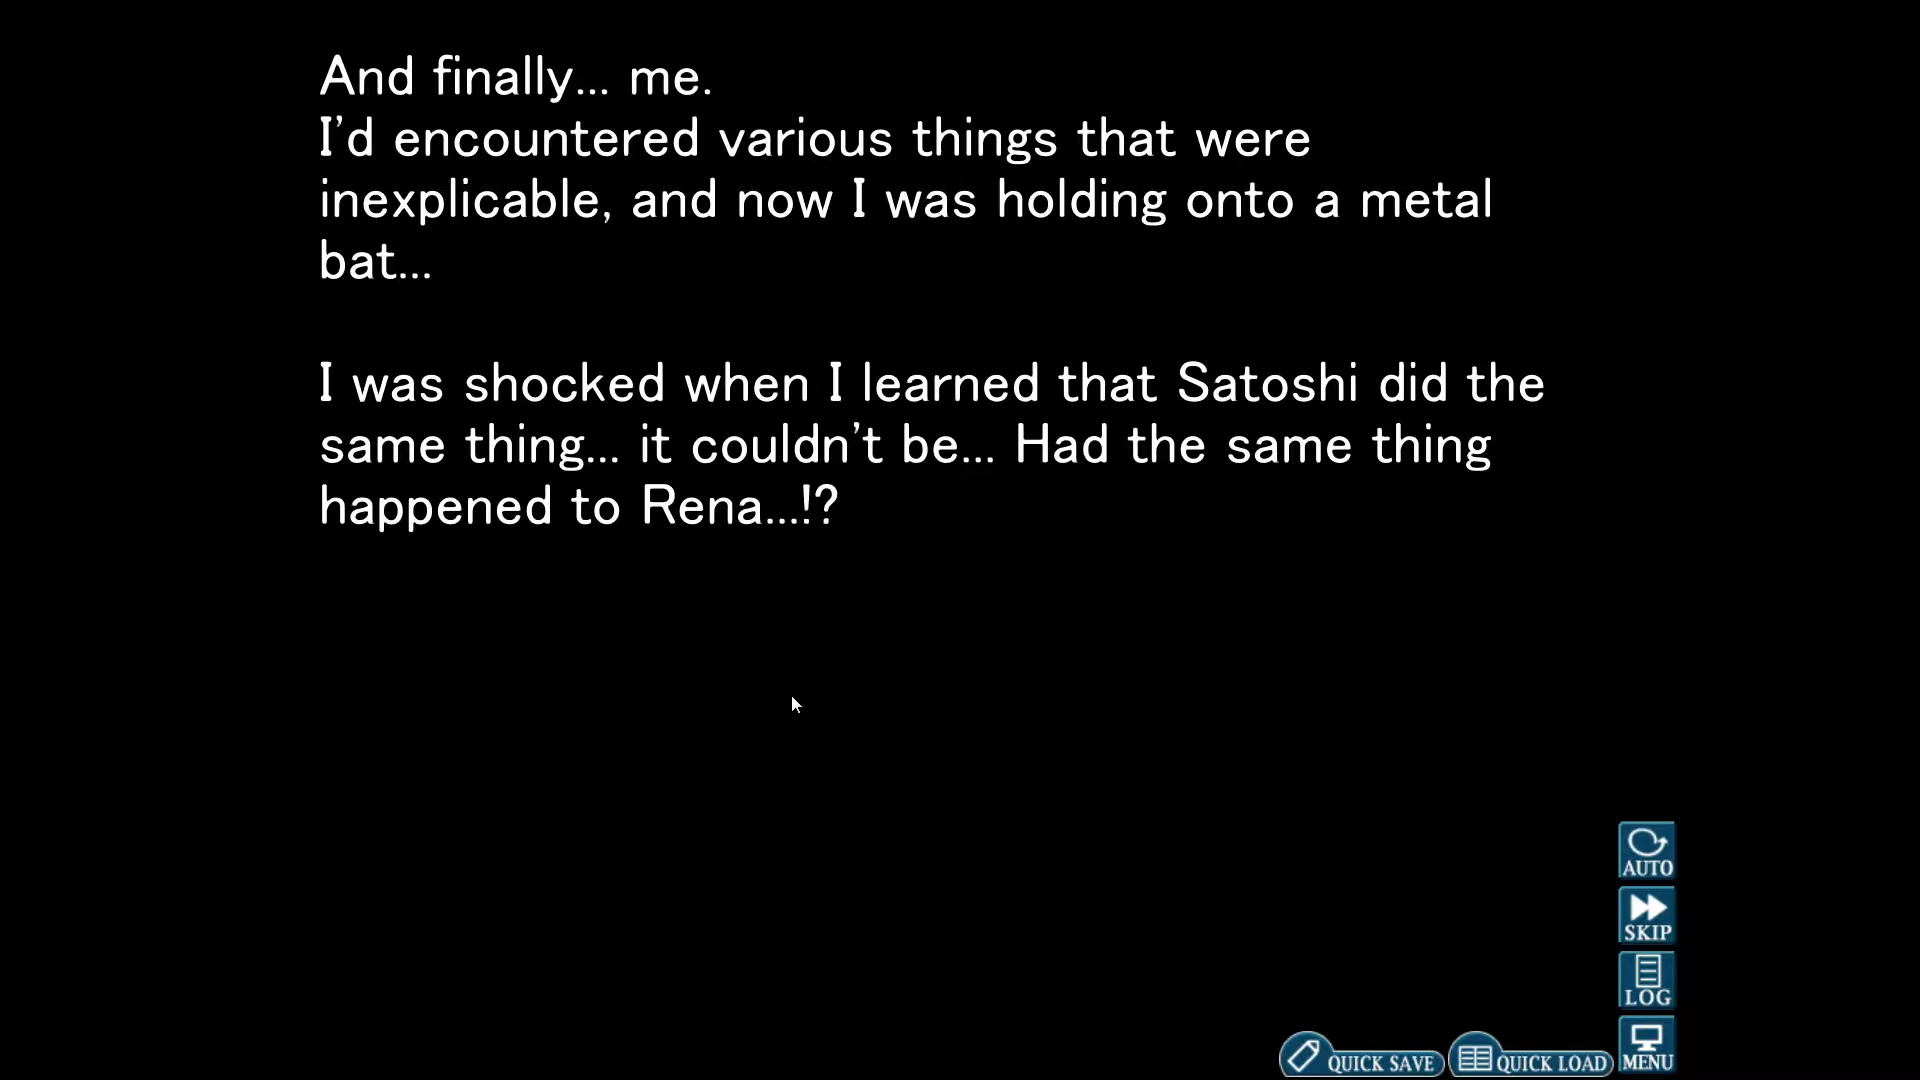 And finally... me.
I'd encountered various things that were
inexplicable, and now I was holding onto a metal
bat...
I was shocked when I learned that Satoshi did the
same thing... it couldn't be... Had the same thing
happened to Rena...!?
AUTO
SKIP
LOG
MENU
QUICK SAVE
QUICK LOAD